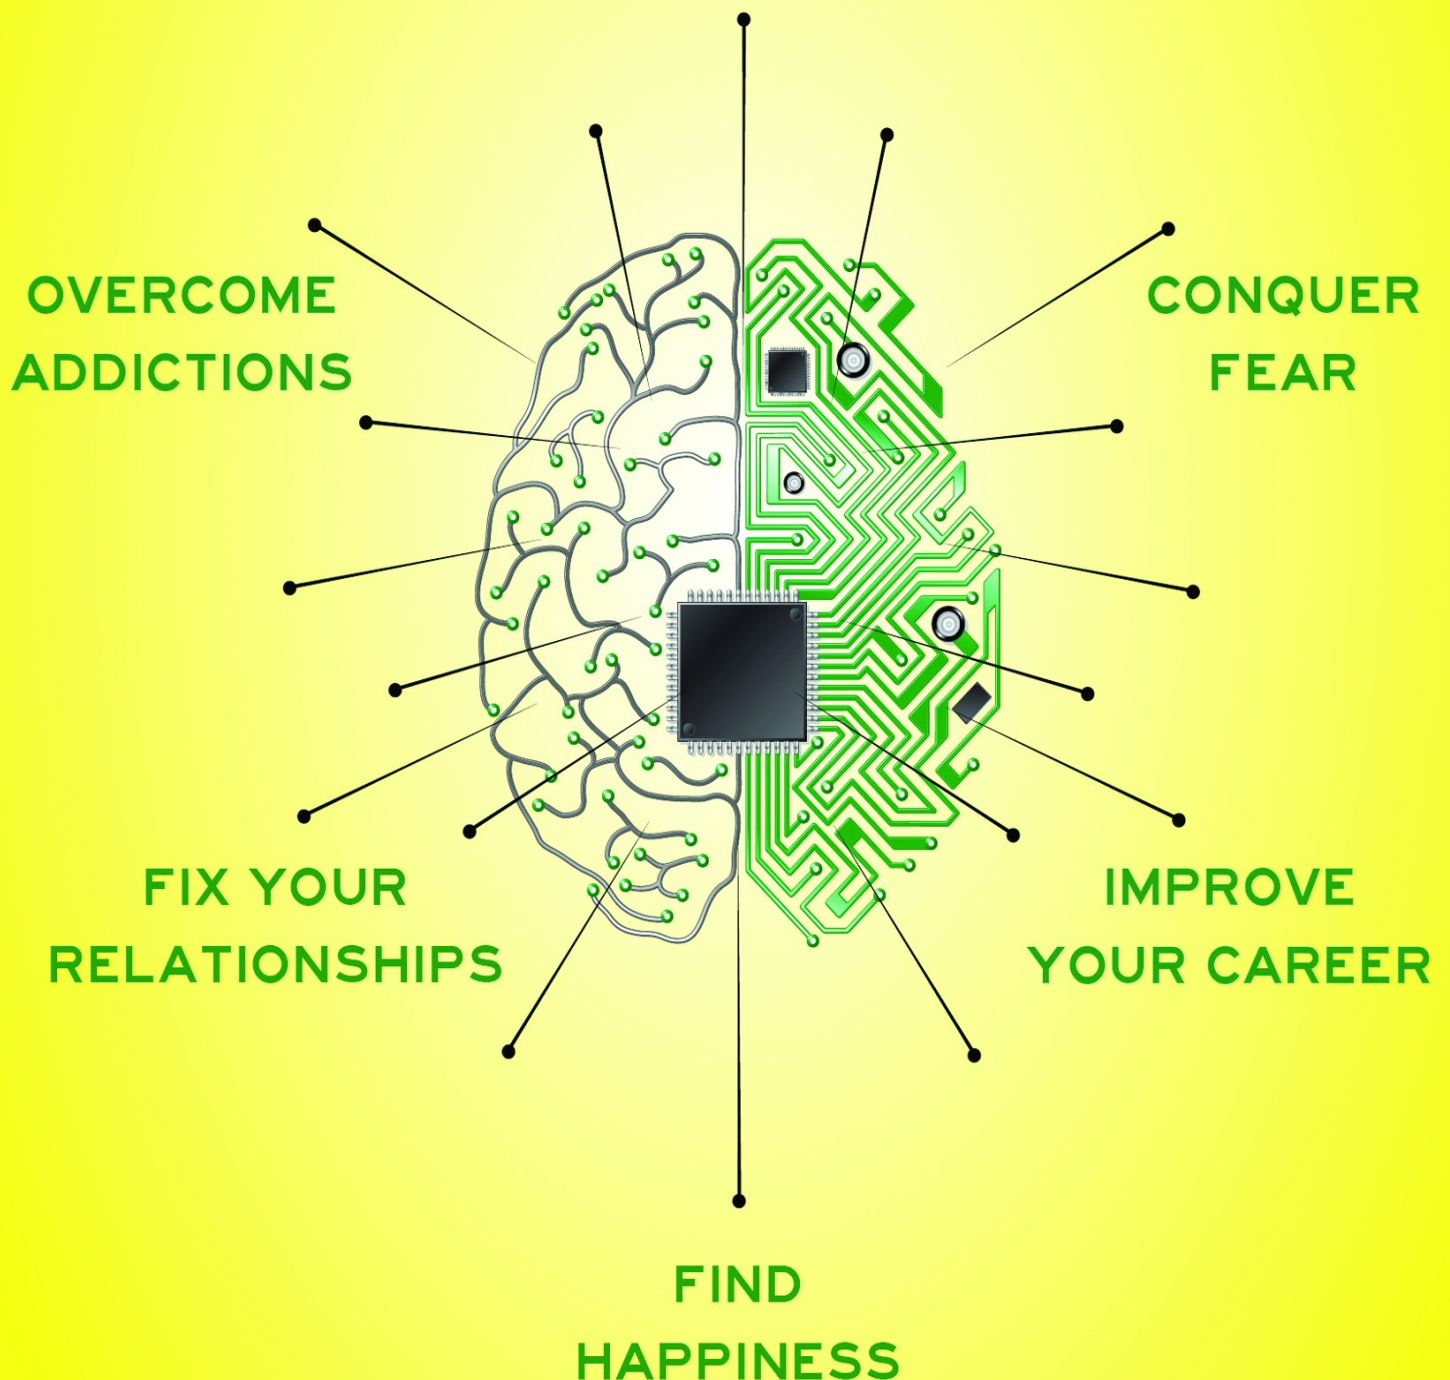 OVERCOME
ADDICTIONS
CONQUER
FEAR
FIX YOUR
RELATIONSHIPS
IMPROVE
YOUR CAREER
FIND
HAPPINESS